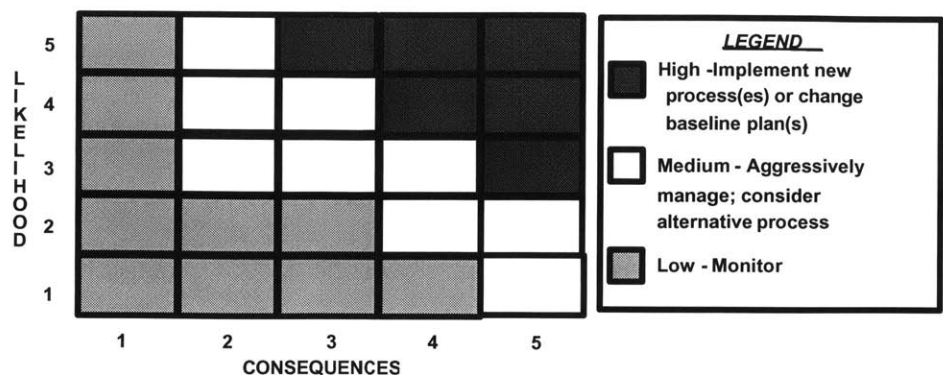 LIKELIHOOD
5
4
3
2
1
1 2 3 4 5
CONSEQUENCES
LEGEND
High -Implement new
process(es) or change
baseline plan(s)
Medium - Aggressively
manage; consider
alternative process
Low - Monitor